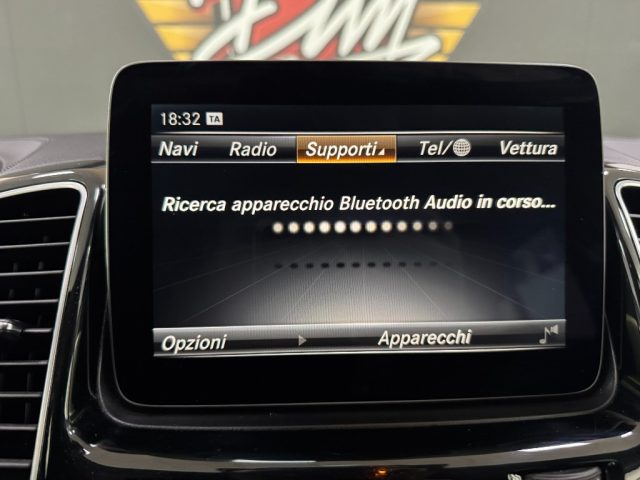 18:32 TA
Navi Radio Supporti Tel/ Vettura
Ricerca apparecchio Bluetooth Audio in corso...
Opzioni Apparecchi